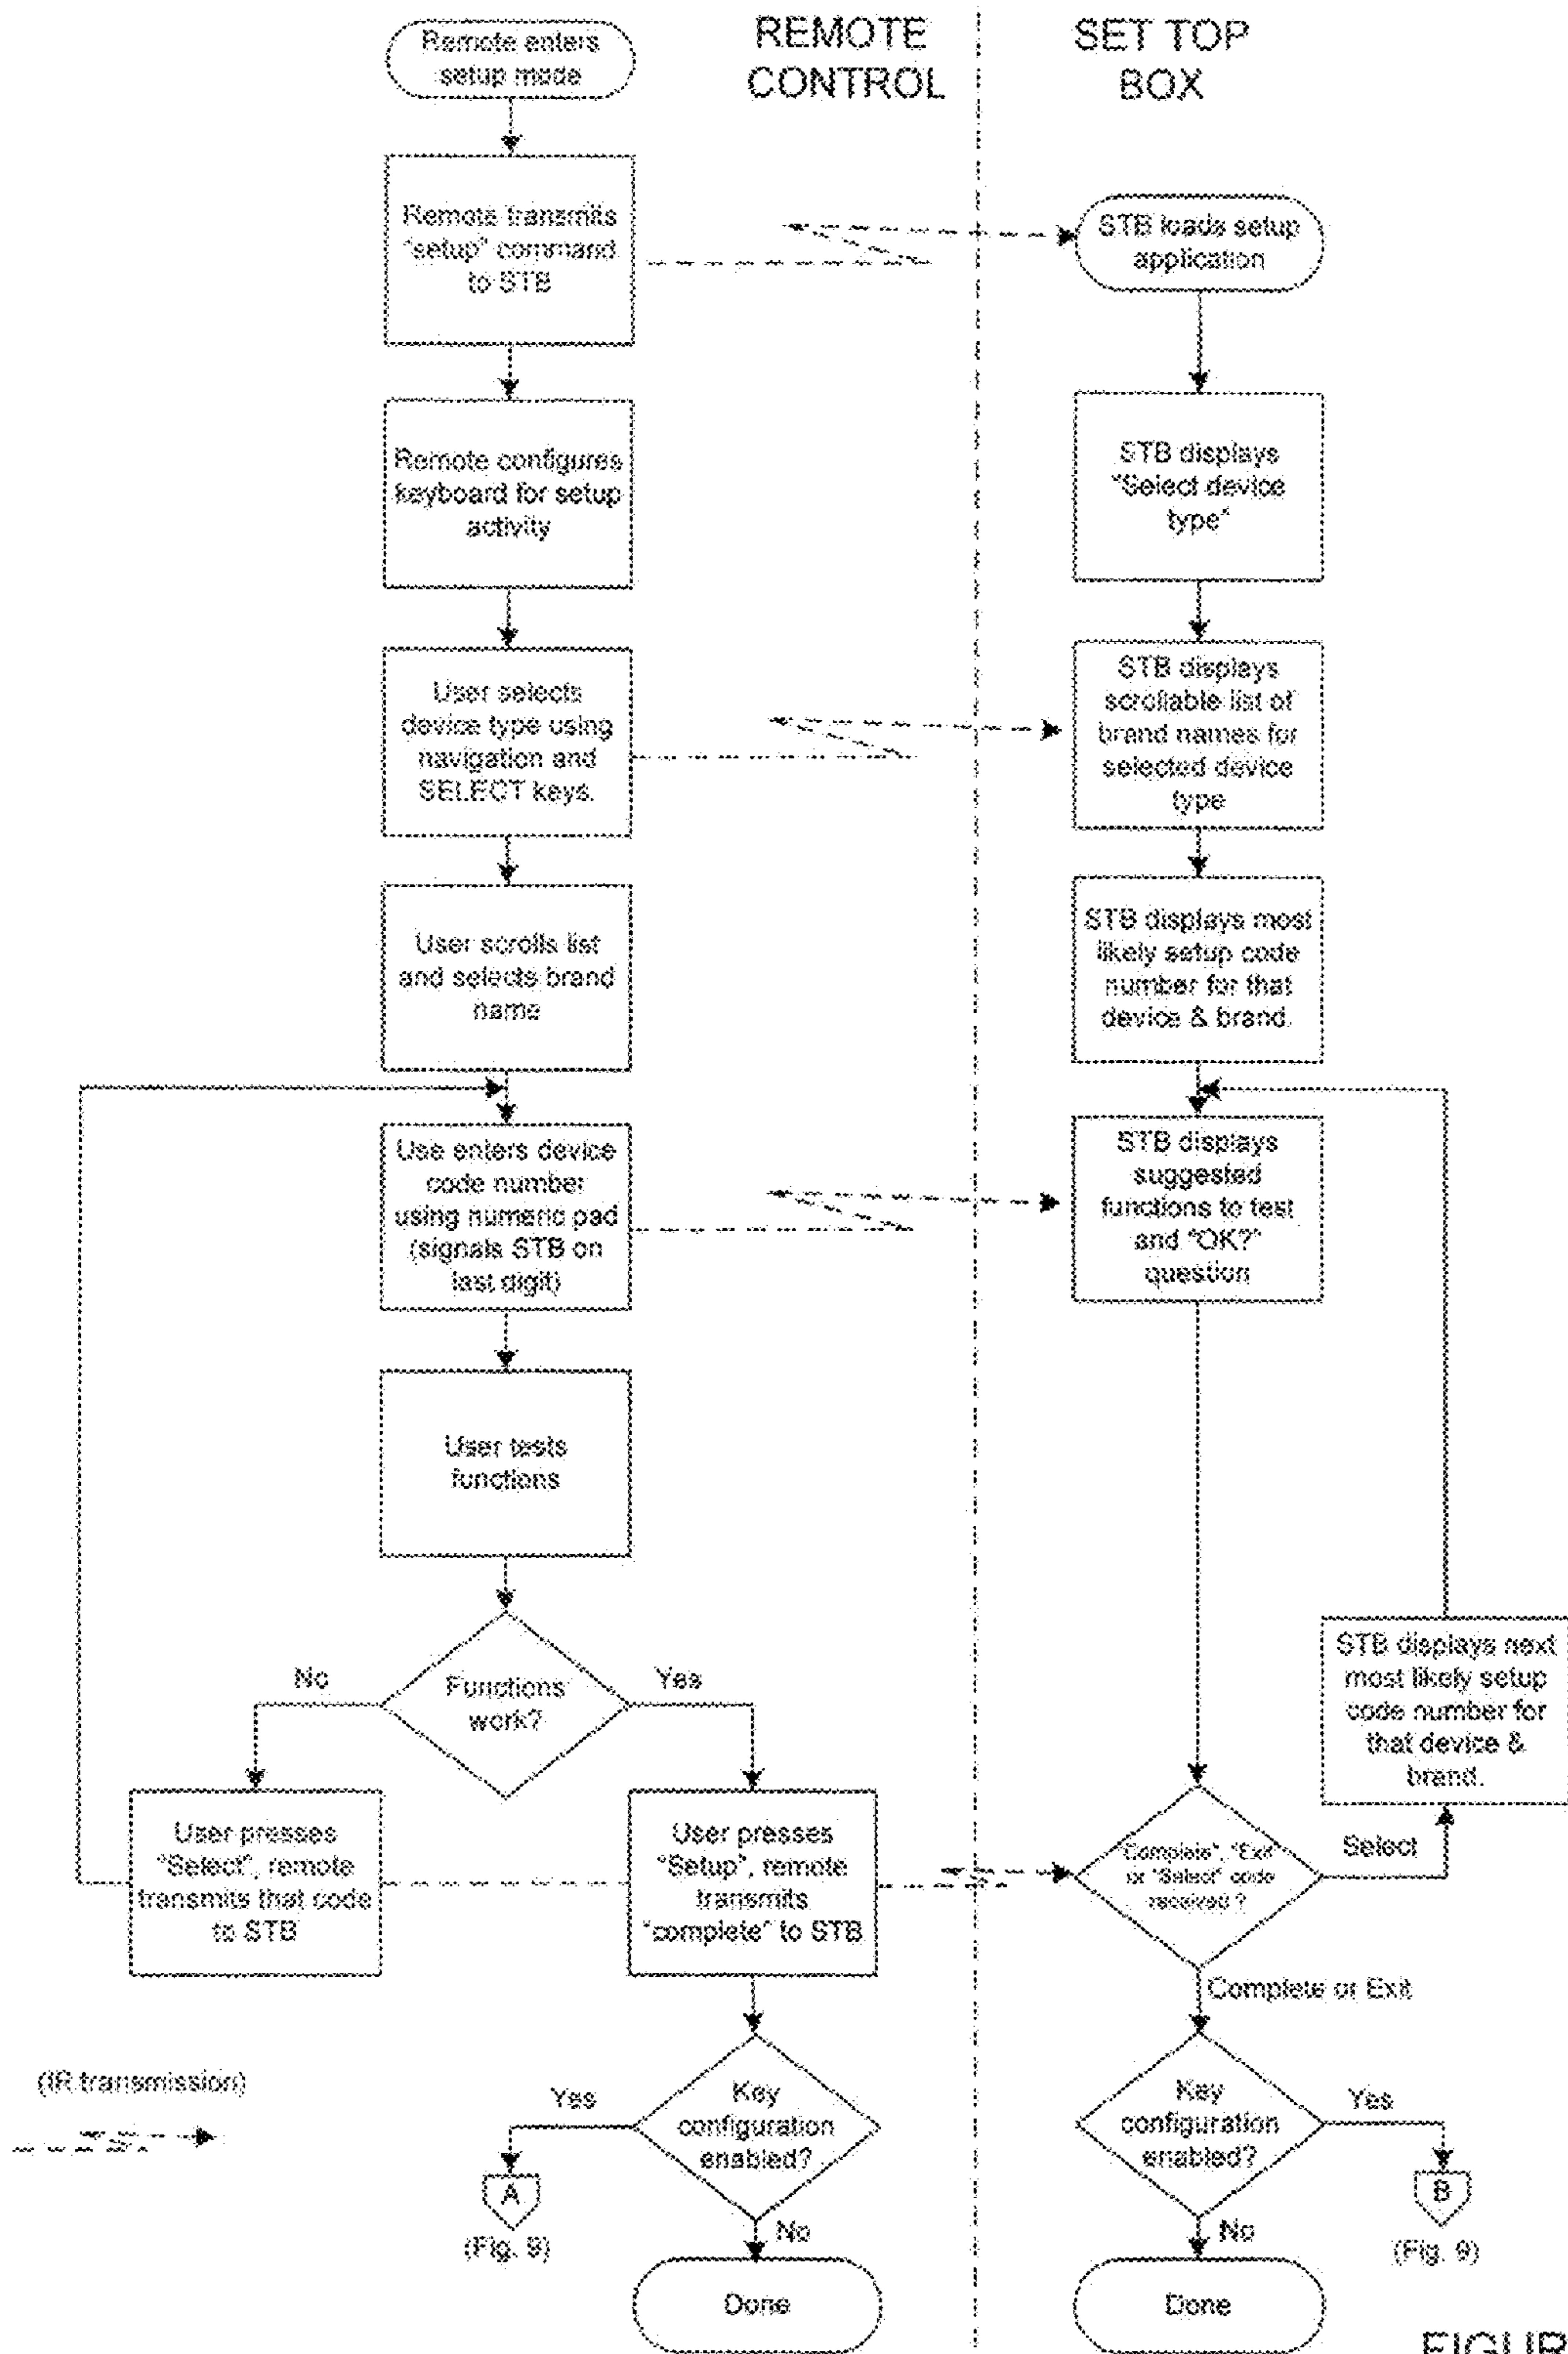 REMOTE
CONTROL
SET TOP
BOX
Remote enters
setup mode
Remote transmits
"setup" command
to STB
STB loads setup
application
Remote configures
keyboard for setup
activity
STB displays
"Select device
type"
User selects
device type using
navigation and
SELECT keys.
STB displays
scrollable list of
brand names for
selected device
type
User scrolls list
and selects brand
name
STB displays most
likely setup code
number for that
device & brand.
Use enters device
code number
using numeric pad
(signals STB on
last digit)
STB displays
suggested
functions to test
and "OK?"
question
User tests
functions
Functions
work?
No
Yes
STB displays next
most likely setup
code number for
that device &
brand.
User presses
"Select", remote
transmits that code
to STB
User presses
"Setup", remote
transmits
"complete" to STB
"Complete", "Exit"
or "Select" code
received ?
Select
Complete or Exit
(IR transmission)
Yes
Key
configuration
enabled?
A
(Fig. 9)
No
Done
Key
configuration
enabled?
Yes
B
(Fig. 9)
No
Done
FIGUR